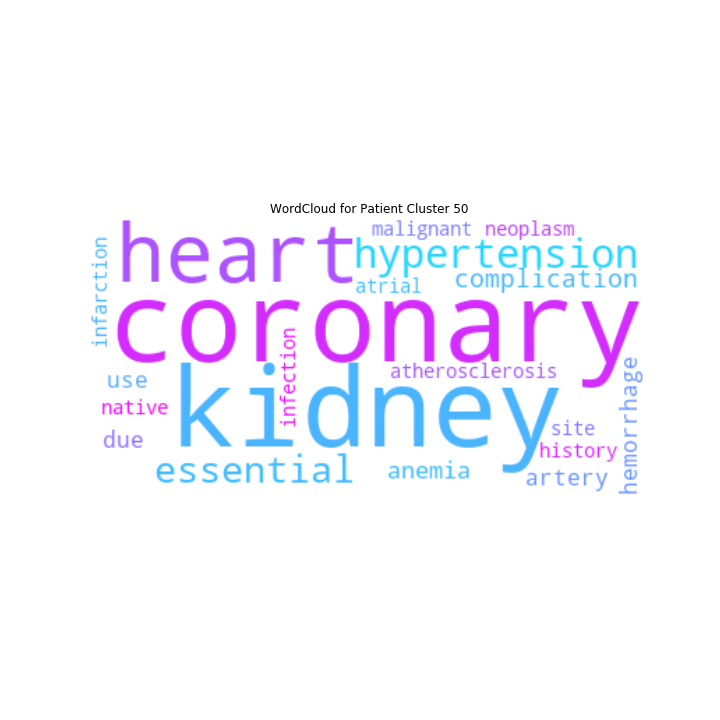 WordCloud for Patient Cluster 50
malignant neoplasm
heart
hypertension
infarction
atrial
complication
coronary
infection
atherosclerosis
use
kidney
native
hemorrhage
due
site
history
essential
anemia
artery